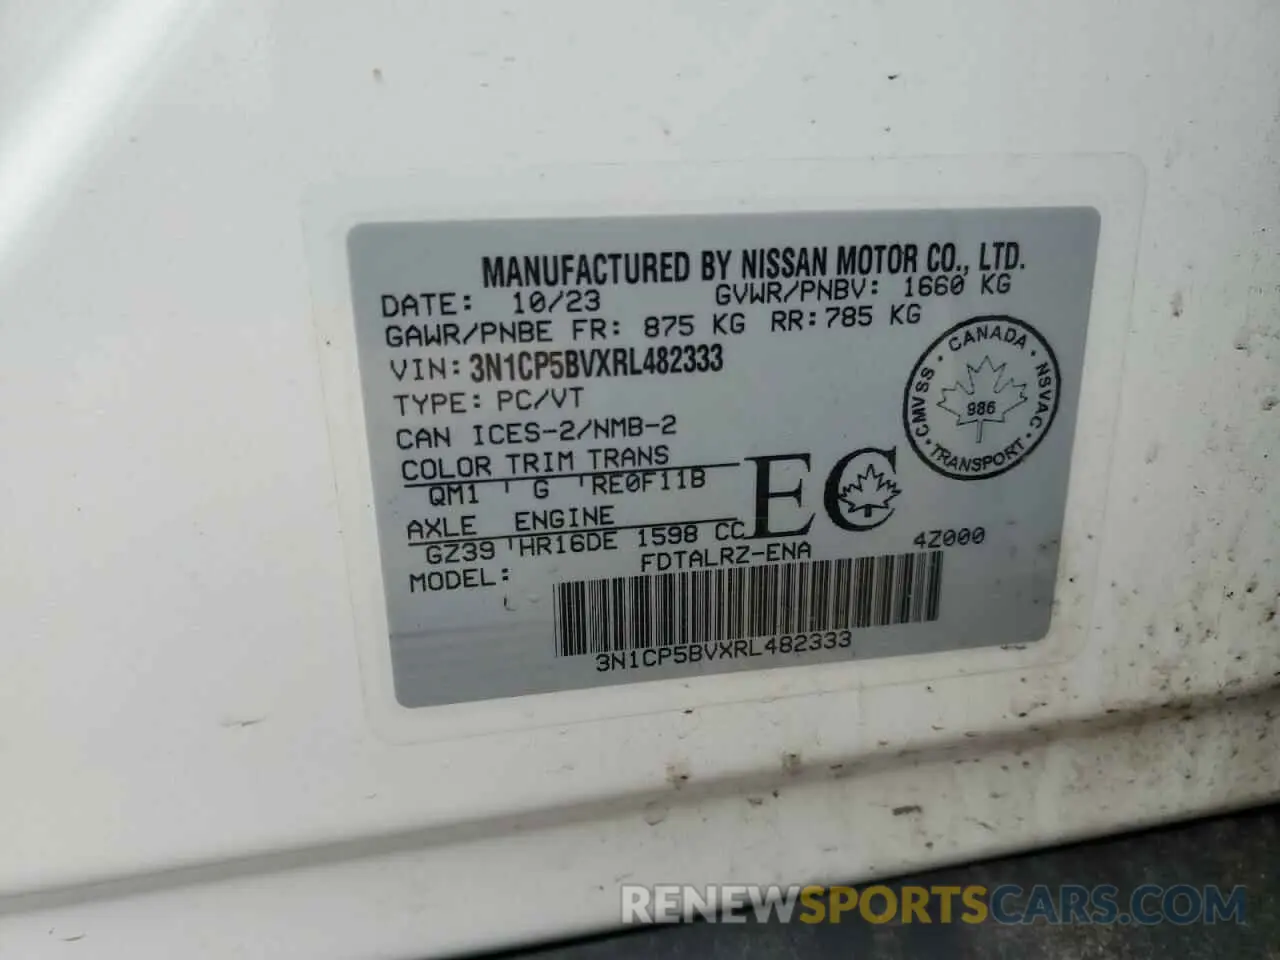 MANUFACTURED BY NISSAN MOTOR CO., LTD.
DATE: 10/23 GVWR/PNBV: 1660 KG
GAWR/PNBE FR: 875 KG RR: 785 KG
VIN: 3N1CP5BVXRL482333
TYPE: PC/VT
CAN ICES-2/NMB-2
COLOR TRIM TRANS
QM1 G RE0F11B
AXLE ENGINE
GZ39 HR16DE 1598 CC
MODEL: FDTALRZ-ENA 4Z000
3N1CP5BVXRL482333
EC
CANADA
CMVSS · NSVAC
986
TRANSPORT
RENEWSPORTSCARS.COM